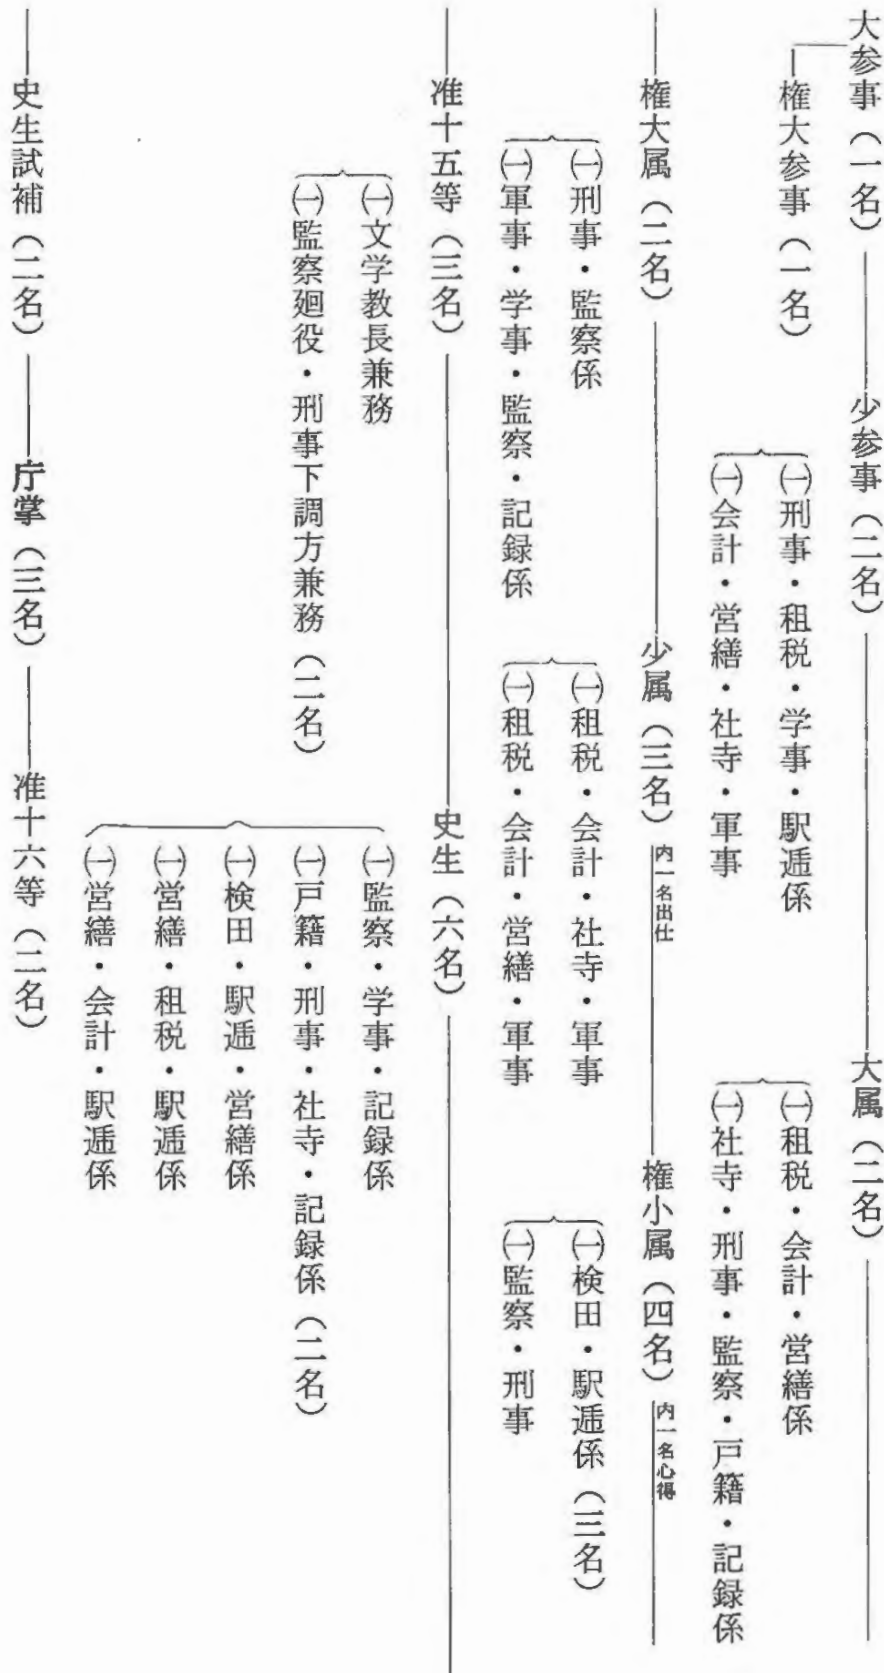 大参事（一名）
権大参事（一名）
少参事（二名）
㈠刑事・租税・学事・駅逓係
㈠会計・営繕・社寺・軍事
大属（二名）
㈠租税・会計・営繕係
㈠社寺・刑事・監察・戸籍・記録係
権大属（二名）
㈠刑事・監察係
㈠軍事・学事・監察・記録係
少属（三名）内一名出仕
㈠租税・会計・社寺・軍事
㈠租税・会計・営繕・軍事
権小属（四名）内一名心得
㈠検田・駅逓係（三名）
㈠監察・刑事
准十五等（三名）
㈠文学教長兼務
㈠監察廻役・刑事下調方兼務（二名）
史生（六名）
㈠監察・学事・記録係
㈠戸籍・刑事・社寺・記録係（二名）
㈠検田・駅逓・営繕係
㈠営繕・租税・駅逓係
㈠営繕・会計・駅逓係
史生試補（二名）
庁掌（三名）
准十六等（二名）